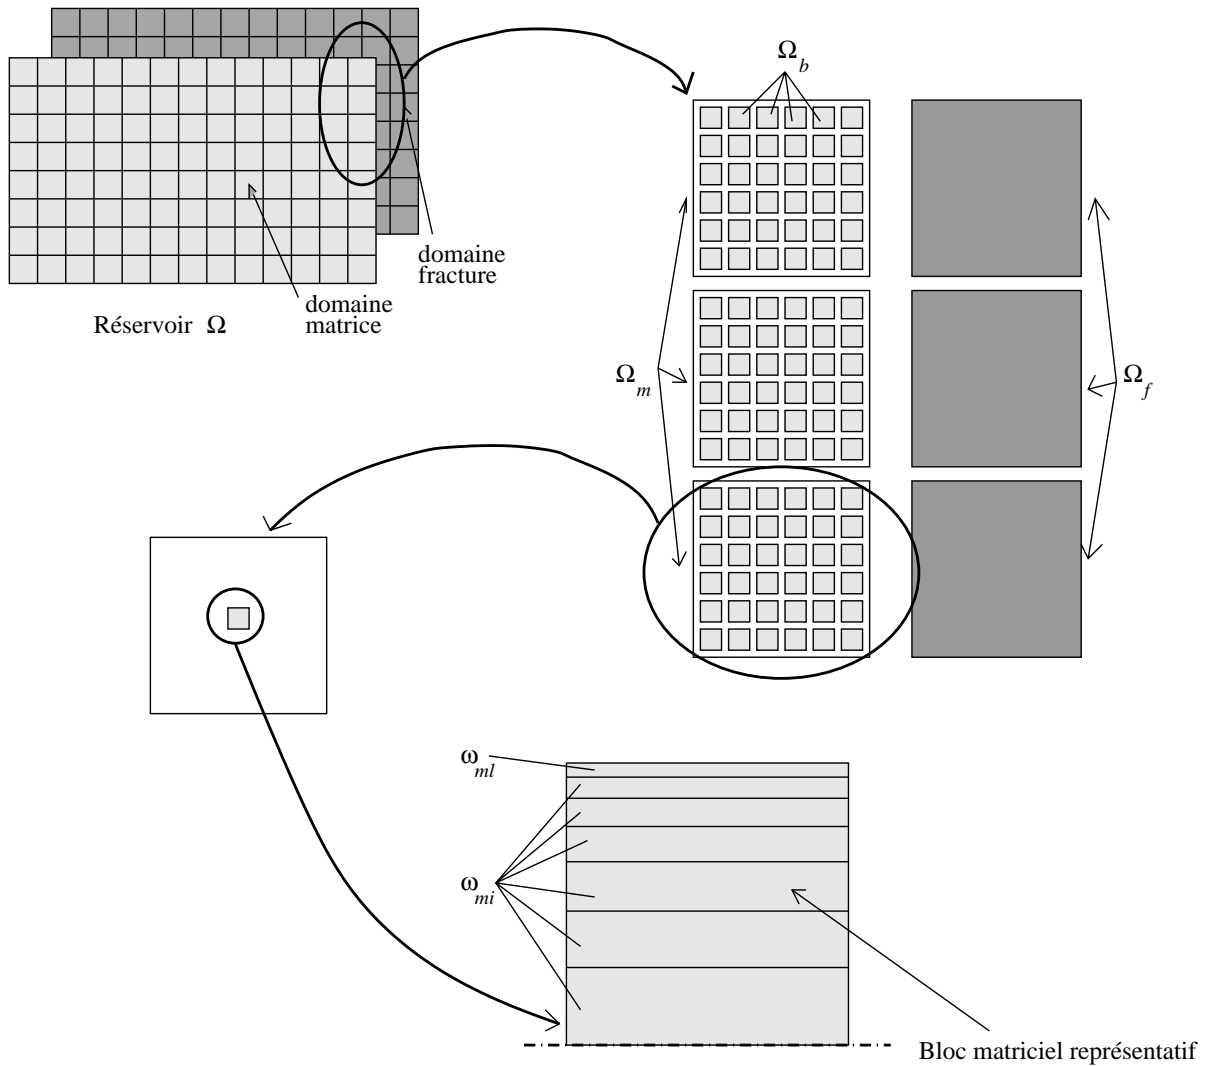 Ω_b
domaine
fracture
domaine
matrice
Réservoir Ω
Ω_m
Ω_f
ω_ml
ω_mi
Bloc matriciel représentatif